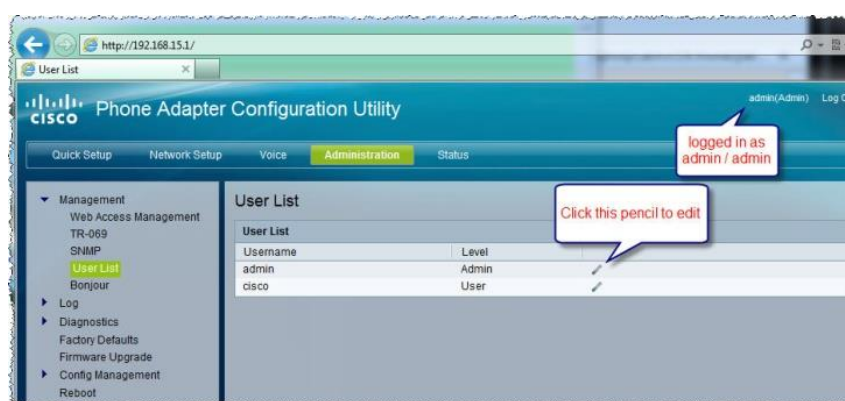 http://192.168.15.1/
User List
CISCO Phone Adapter Configuration Utility
admin(Admin) Log
logged in as
admin / admin
Quick Setup Network Setup Voice Administration Status
Management
Web Access Management
TR-069
SNMP
User List
Bonjour
Log
Diagnostics
Factory Defaults
Firmware Upgrade
Config Management
Reboot
User List
Click this pencil to edit
User List
Username Level
admin Admin
cisco User